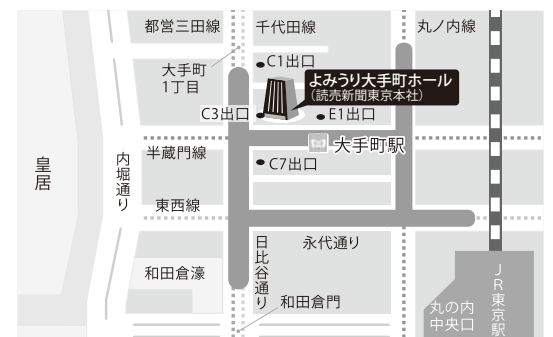 都営三田線
千代田線
丸ノ内線
大手町
1丁目
C1出口
よみうり大手町ホール
(読売新聞東京本社)
C3出口
E1出口
大手町駅
半蔵門線
C7出口
皇居
内堀通り
東西線
日比谷通り
永代通り
和田倉濠
和田倉門
丸の内
中央口
JR東京駅